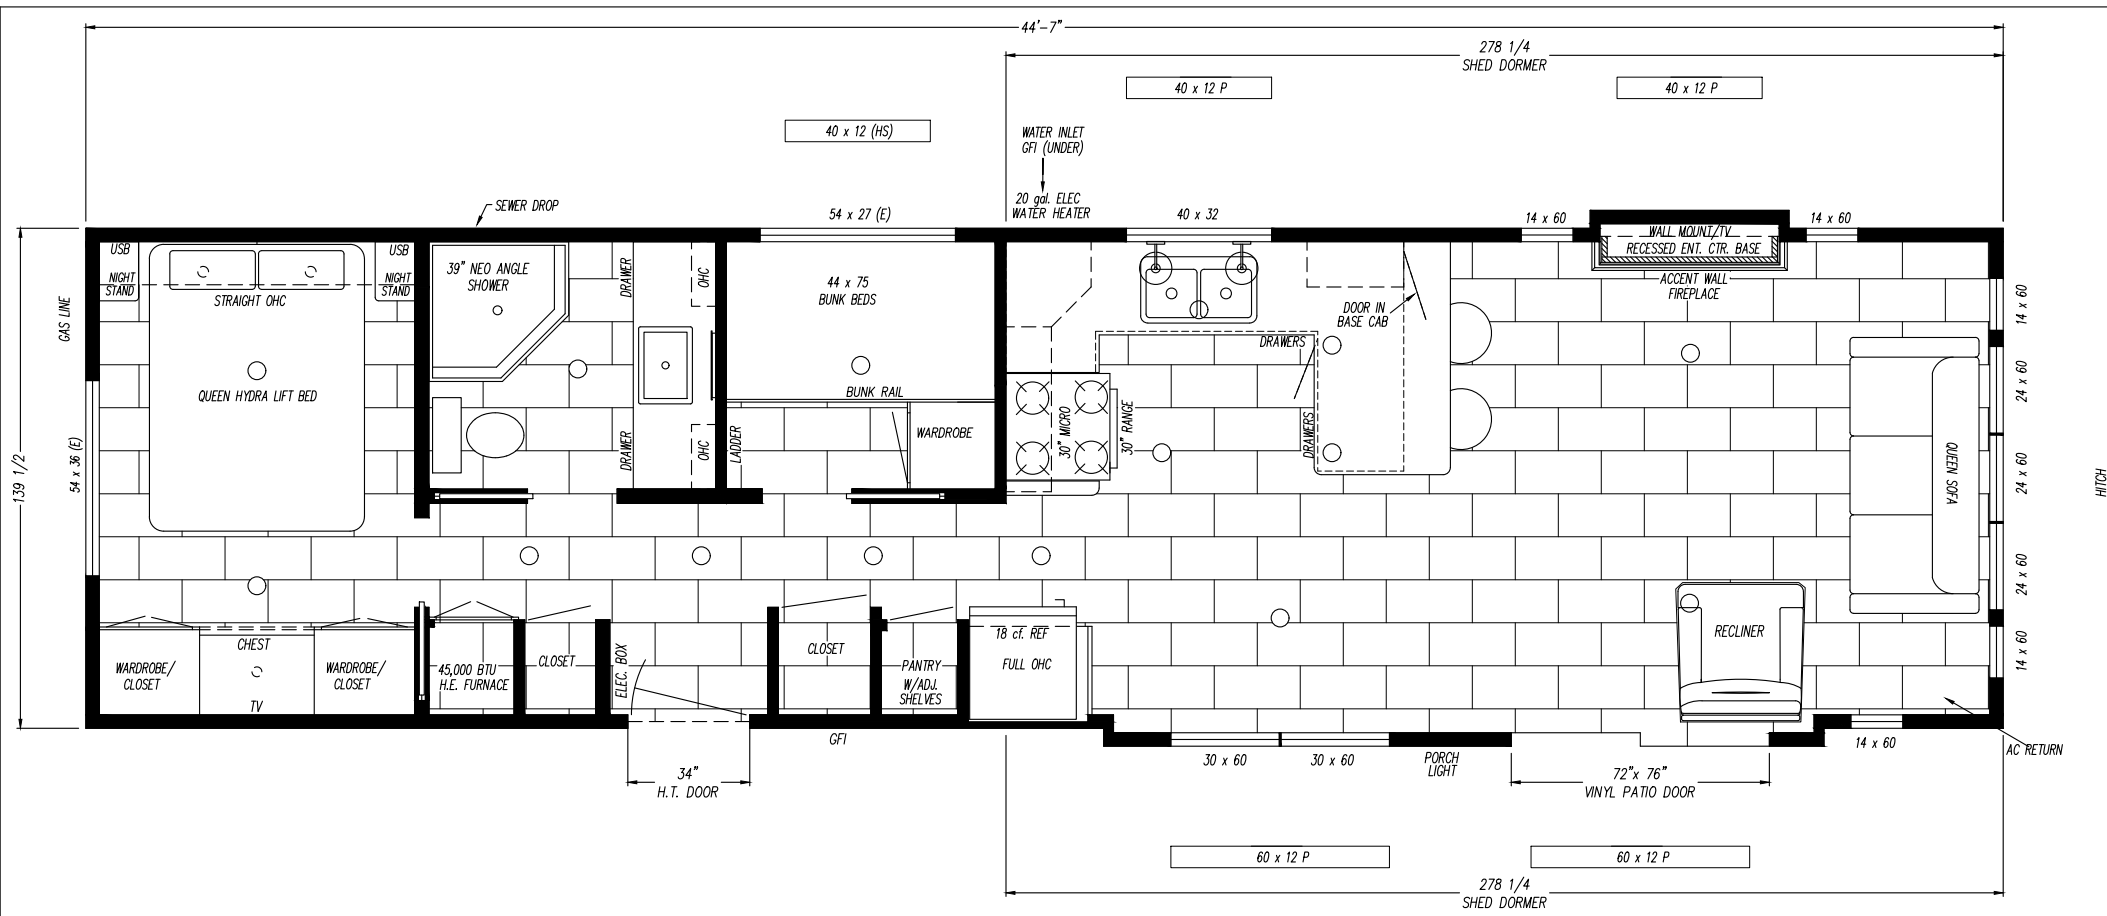 44'-7"
278 1/4
SHED DORMER
40 x 12 P
40 x 12 P
40 x 12 (HS)
WATER INLET
GFI (UNDER)
20 gal. ELEC
WATER HEATER
SEWER DROP
54 x 27 (E)
40 x 32
14 x 60
14 x 60
WALL MOUNT/TV
RECESSED ENT. CTR. BASE
ACCENT WALL
FIREPLACE
USB
NIGHT
STAND
STRAIGHT OHC
USB
NIGHT
STAND
QUEEN HYDRA LIFT BED
GAS LINE
54 x 36 (E)
139 1/2
39" NEO ANGLE
SHOWER
DRAWER
OHC
DRAWER
OHC
44 x 75
BUNK BEDS
BUNK RAIL
LADDER
WARDROBE
30" MICRO
30" RANGE
DRAWERS
DRAWERS
DOOR IN
BASE CAB
QUEEN SOFA
14 x 60
24 x 60
24 x 60
24 x 60
14 x 60
HITCH
WARDROBE/
CLOSET
CHEST
TV
WARDROBE/
CLOSET
45,000 BTU
H.E. FURNACE
CLOSET
ELEC. BOX
CLOSET
PANTRY
W/ADJ.
SHELVES
18 cf. REF
FULL OHC
RECLINER
34"
H.T. DOOR
GFI
30 x 60
30 x 60
PORCH
LIGHT
72"x 76"
VINYL PATIO DOOR
14 x 60
AC RETURN
60 x 12 P
60 x 12 P
278 1/4
SHED DORMER